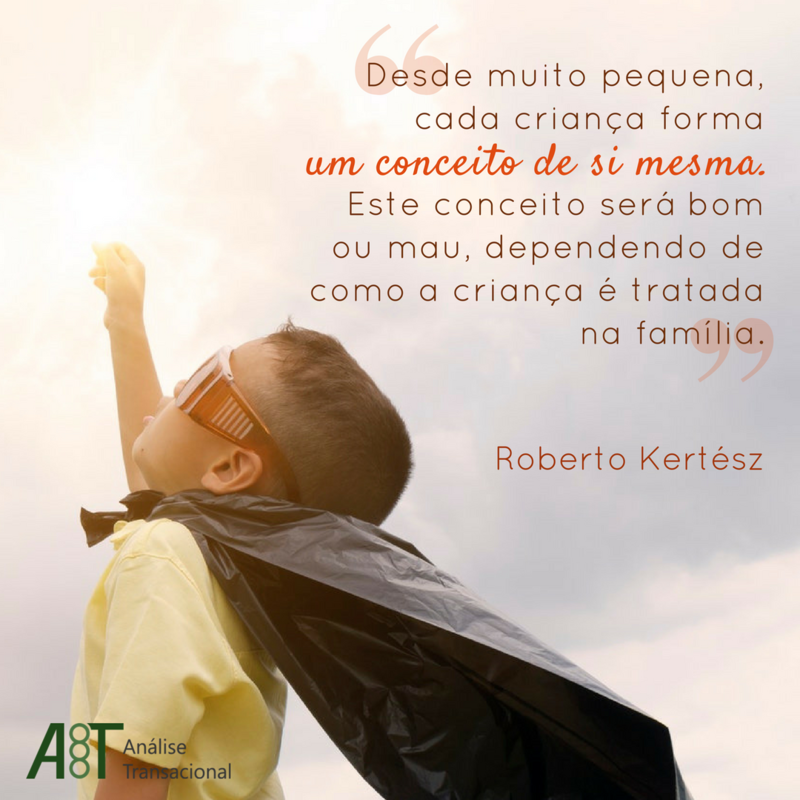 “Desde muito pequena,
cada criança forma
um conceito de si mesma.
Este conceito será bom
ou mau, dependendo de
como a criança é tratada
na família.”
Roberto Kertész
AT Análise
Transacional